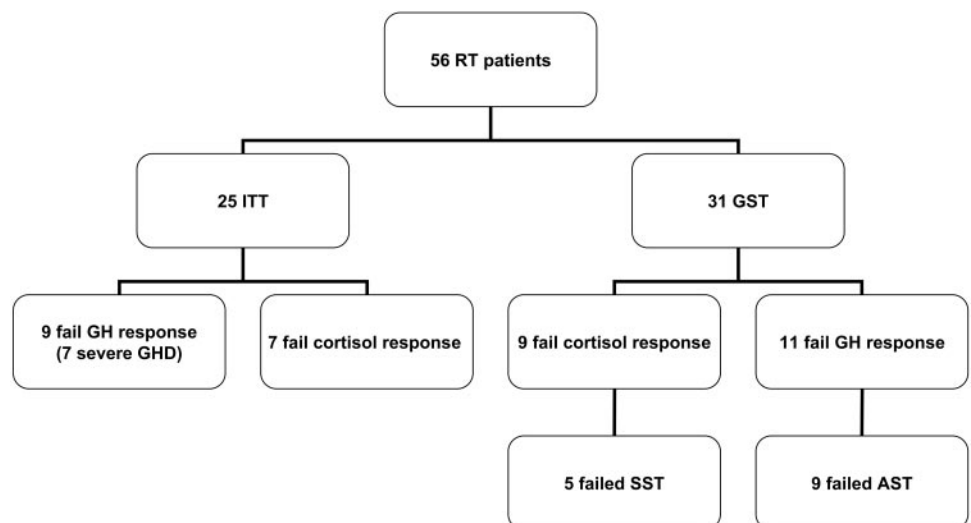 56 RT patients
25 ITT
31 GST
9 fail GH response
(7 severe GHD)
7 fail cortisol response
9 fail cortisol response
11 fail GH response
5 failed SST
9 failed AST